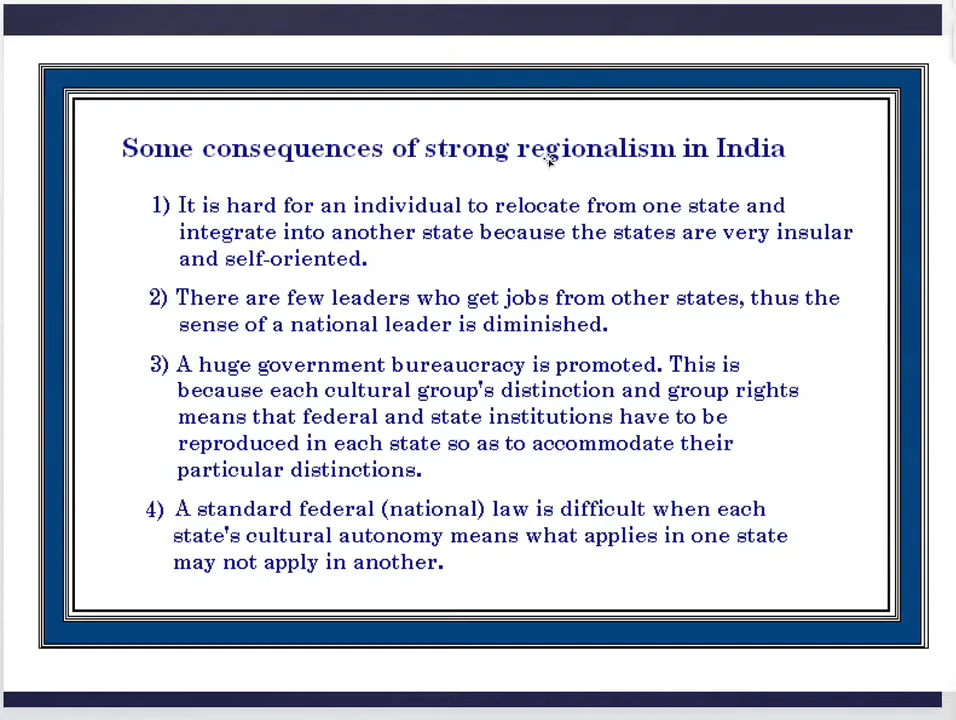 Some consequences of strong regionalism in India
1) It is hard for an individual to relocate from one state and
integrate into another state because the states are very insular
and self-oriented.
2) There are few leaders who get jobs from other states, thus the
sense of a national leader is diminished.
3) A huge government bureaucracy is promoted. This is
because each cultural group's distinction and group rights
means that federal and state institutions have to be
reproduced in each state so as to accommodate their
particular distinctions.
4) A standard federal (national) law is difficult when each
state's cultural autonomy means what applies in one state
may not apply in another.